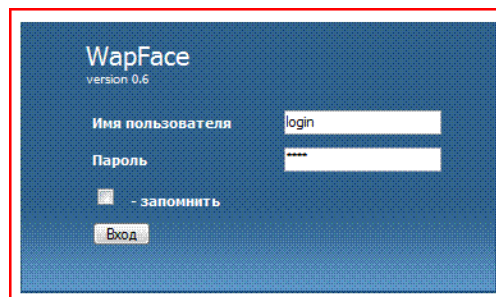 WapFace
version 0.6
Имя пользователя login
Пароль ****
- запомнить
Вход